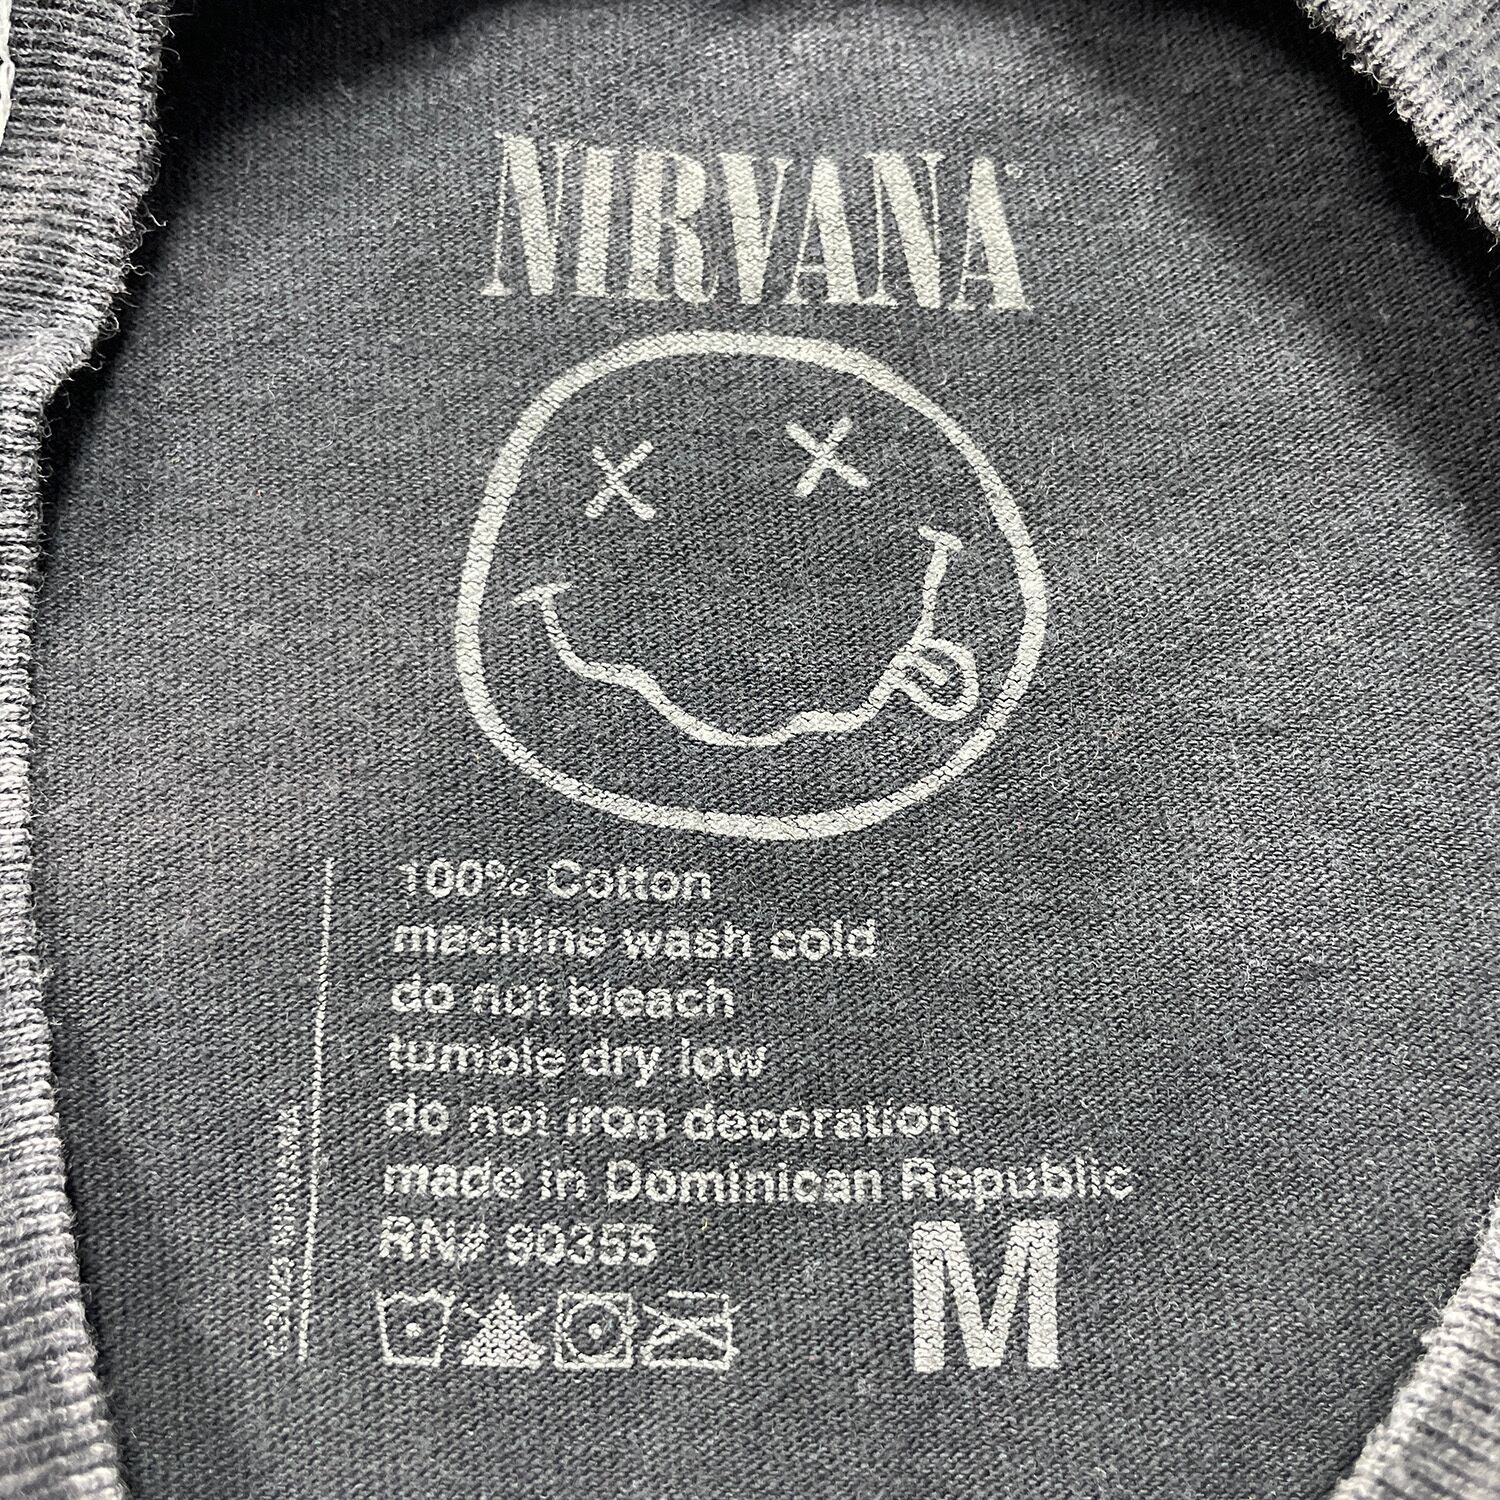 NIRVANA
100% Cotton
machine wash cold
do not bleach
tumble dry low
do not iron decoration
made in Dominican Republic
RN# 90355
M